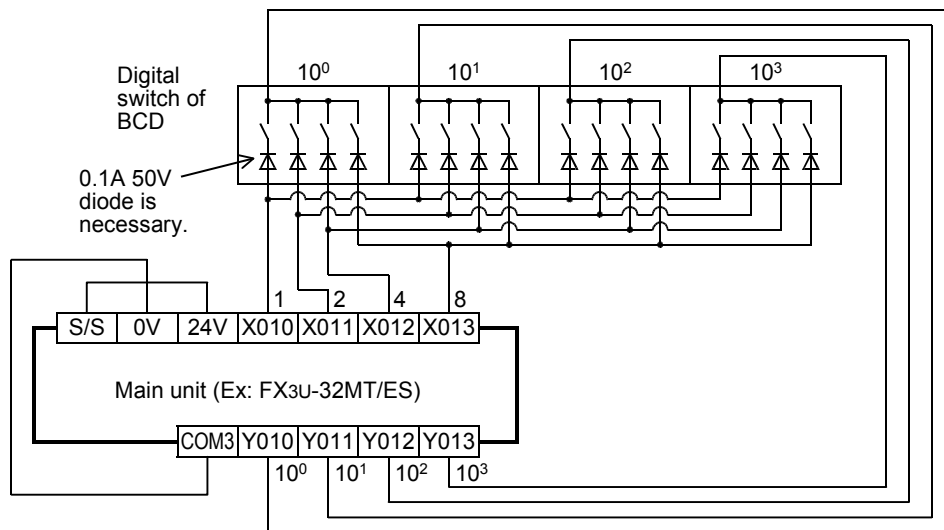 10⁰ 10¹ 10² 10³
Digital
switch of
BCD
0.1A 50V
diode is
necessary.
1 2 4 8
S/S 0V 24V X010 X011 X012 X013
Main unit (Ex: FX3U-32MT/ES)
COM3 Y010 Y011 Y012 Y013
10⁰ 10¹ 10² 10³